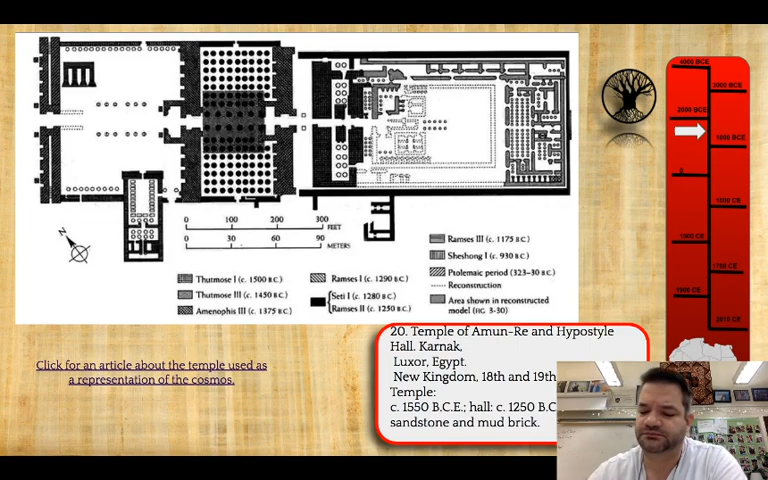 N
0 100 200 300
FEET
0 30 60 90
METERS
Thutmose I (c. 1500 B.C.)
Thutmose III (c. 1450 B.C.)
Amenophis III (c. 1375 B.C.)
Ramses I (c. 1290 B.C.)
Seti I (c. 1280 B.C.)
Ramses II (c. 1250 B.C.)
Ramses III (c. 1175 B.C.)
Sheshong I (c. 930 B.C.)
Ptolemaic period (323-30 B.C.)
Reconstruction
Area shown in reconstructed
model (FIG. 3-30)
Click for an article about the temple used as
a representation of the cosmos.
20. Temple of Amun-Re and Hypostyle
Hall. Karnak,
Luxor, Egypt.
New Kingdom, 18th and 19th
Temple:
c. 1550 B.C.E.; hall: c. 1250 B.C
sandstone and mud brick.
4000 BCE
3000 BCE
2000 BCE
1000 BCE
0
1000 CE
1500 CE
1750 CE
1900 CE
2010 CE